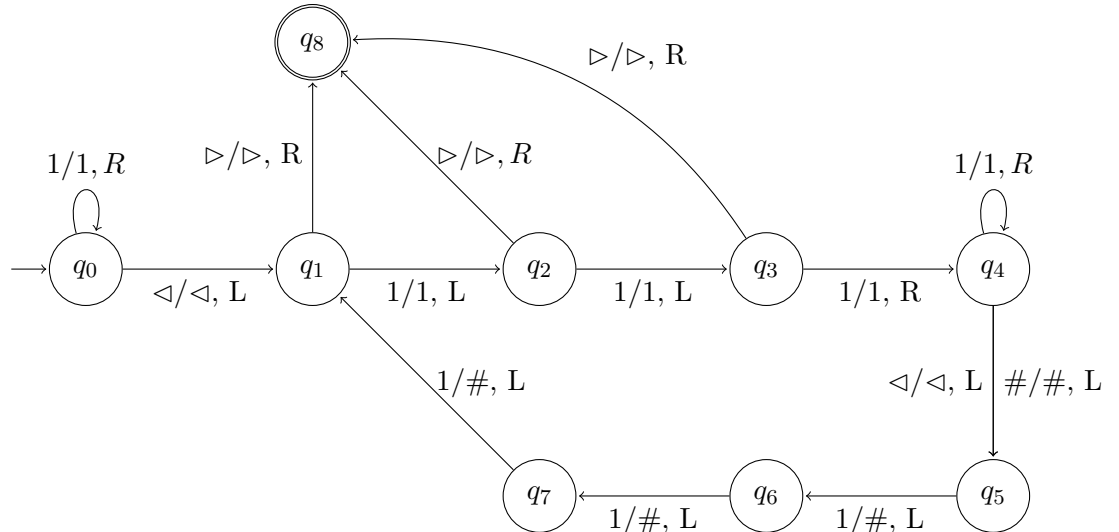 q8
▷/▷, R
1/1, R
▷/▷, R
▷/▷, R
1/1, R
q0
q1
q2
q3
q4
◁/◁, L
1/1, L
1/1, L
1/1, R
1/#, L
◁/◁, L
#/#, L
q7
q6
q5
1/#, L
1/#, L